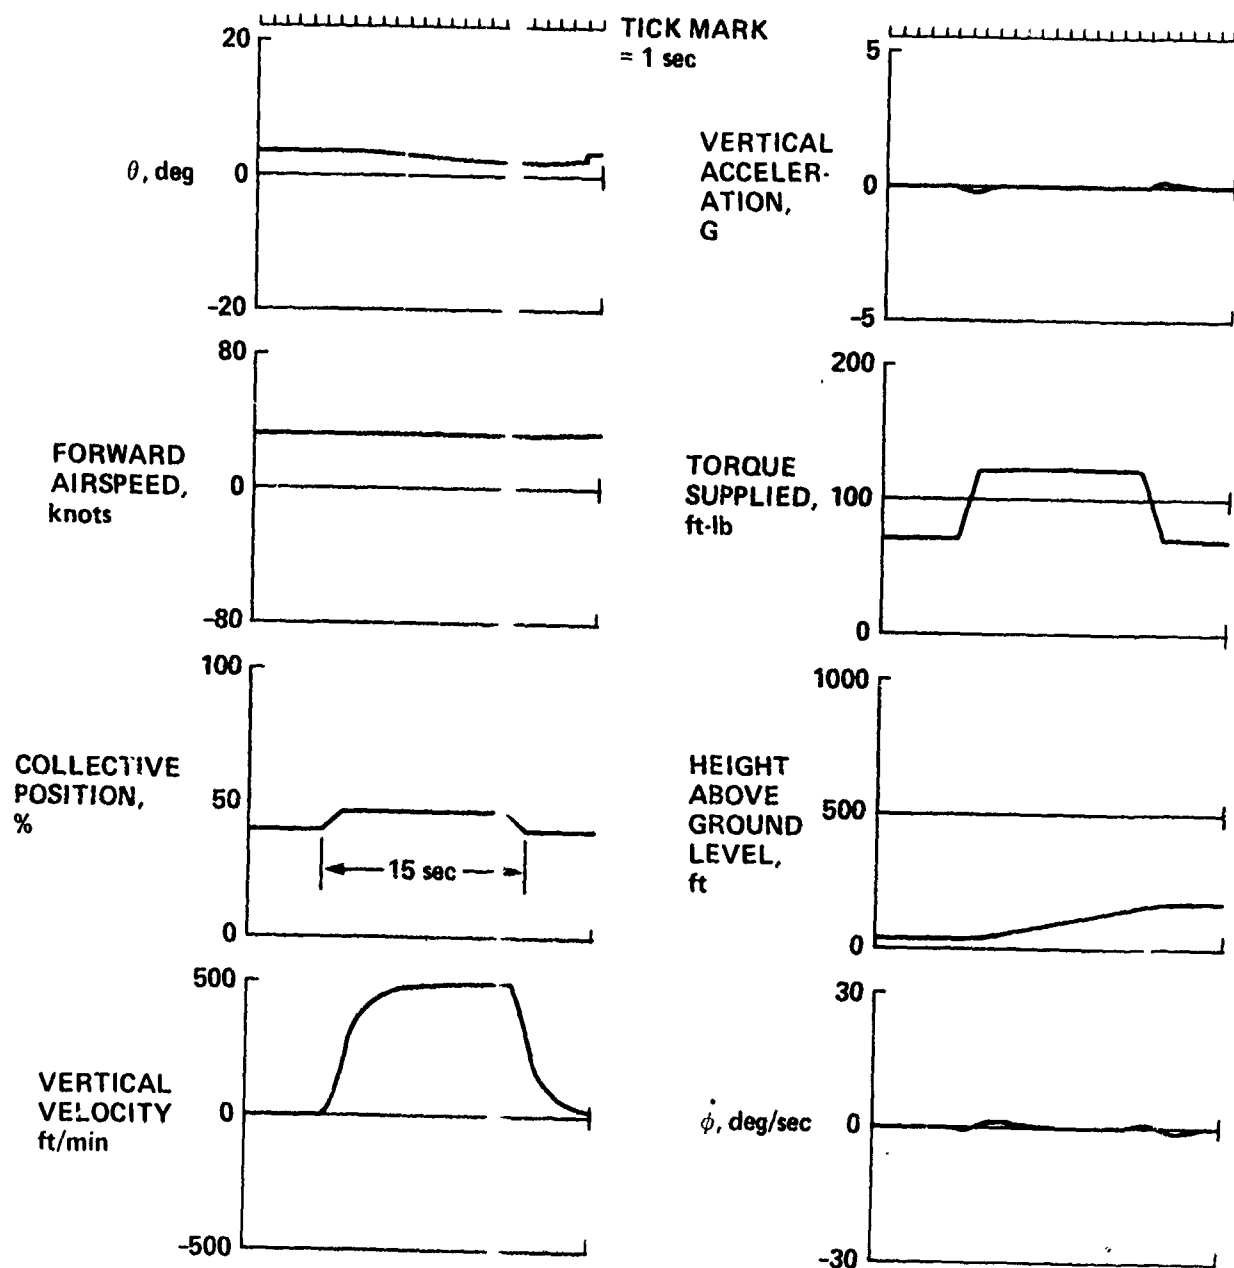 TICK MARK
= 1 sec
20
θ, deg
0
-20
5
VERTICAL
ACCELER-
ATION,
G
0
-5
80
FORWARD
AIRSPEED,
knots
0
-80
200
TORQUE
SUPPLIED,
ft-lb
100
0
100
COLLECTIVE
POSITION,
%
50
15 sec
0
1000
HEIGHT
ABOVE
GROUND
LEVEL,
ft
500
0
500
VERTICAL
VELOCITY
ft/min
0
-500
30
φ̇, deg/sec
0
-30